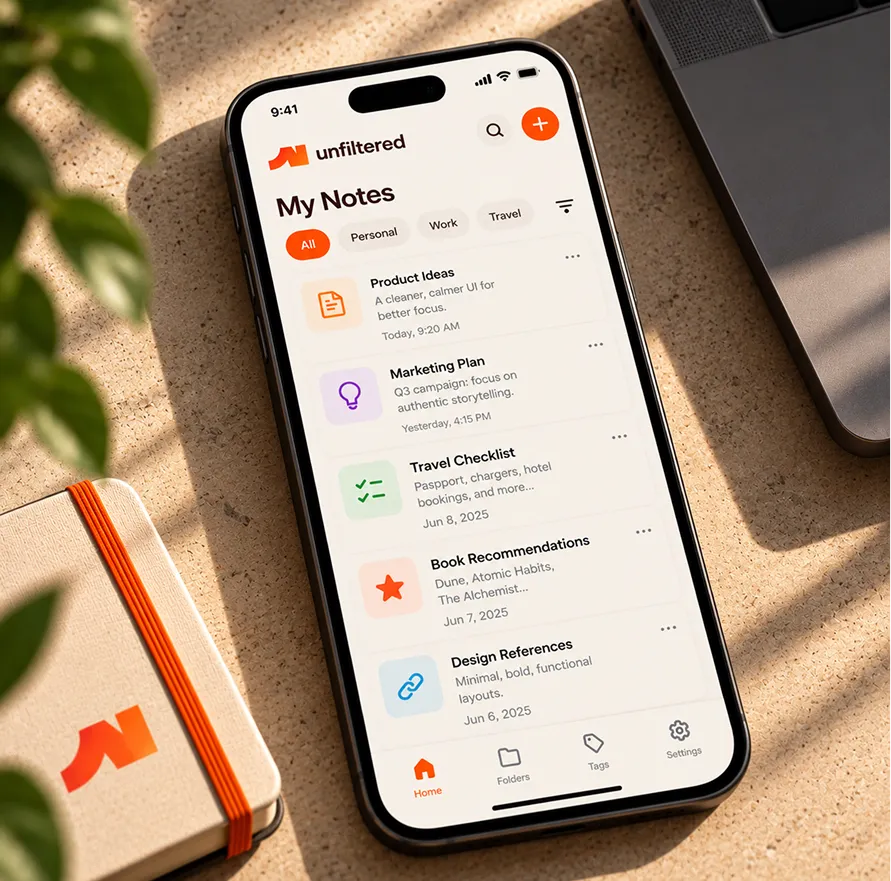 9:41
unfiltered
My Notes
All
Personal
Work
Travel
Product Ideas
A cleaner, calmer UI for
better focus.
Today, 9:20 AM
Marketing Plan
Q3 campaign: focus on
authentic storytelling.
Yesterday, 4:15 PM
Travel Checklist
Paspport, chargers, hotel
bookings, and more...
Jun 8, 2025
Book Recommendations
Dune, Atomic Habits,
The Alchemist...
Jun 7, 2025
Design References
Minimal, bold, functional
layouts.
Jun 6, 2025
Home
Folders
Tags
Settings